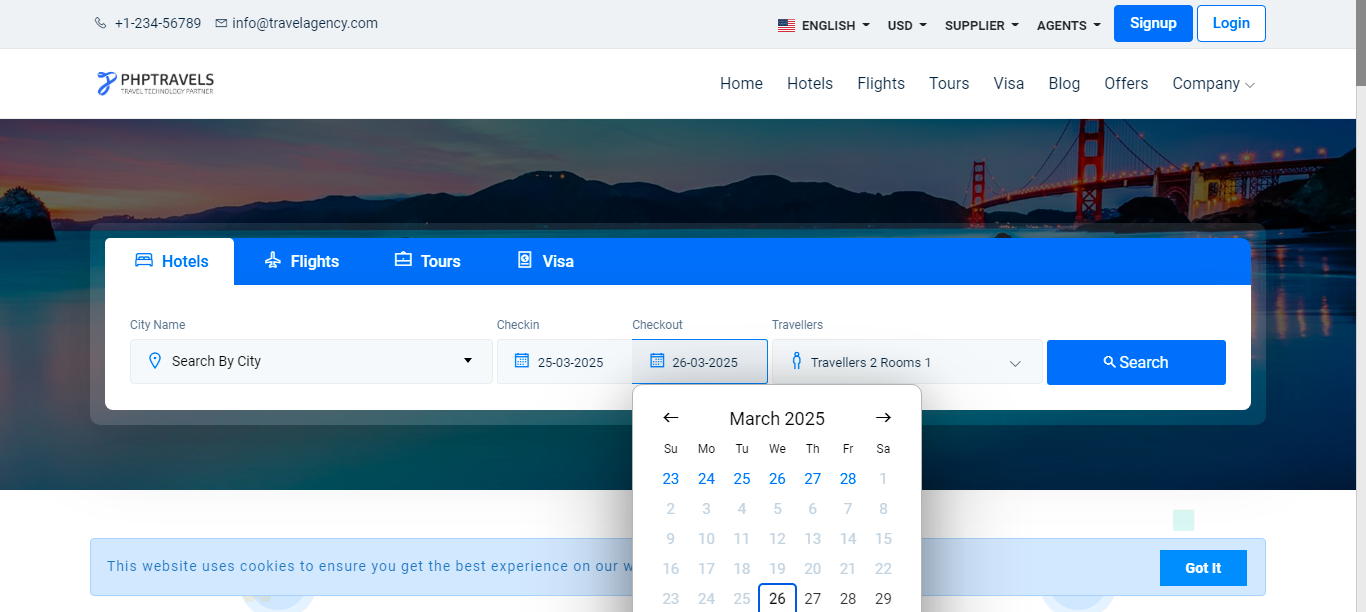 +1-234-56789 info@travelagency.com ENGLISH USD SUPPLIER AGENTS Signup Login
PHPTRAVELS
TRAVEL TECHNOLOGY PARTNER
Home Hotels Flights Tours Visa Blog Offers Company
Hotels Flights Tours Visa
City Name Checkin Checkout Travellers
Search By City 25-03-2025 26-03-2025 Travellers 2 Rooms 1 Search
March 2025
Su Mo Tu We Th Fr Sa
23 24 25 26 27 28 1
2 3 4 5 6 7 8
9 10 11 12 13 14 15
16 17 18 19 20 21 22
23 24 25 26 27 28 29
This website uses cookies to ensure you get the best experience on our w
Got It